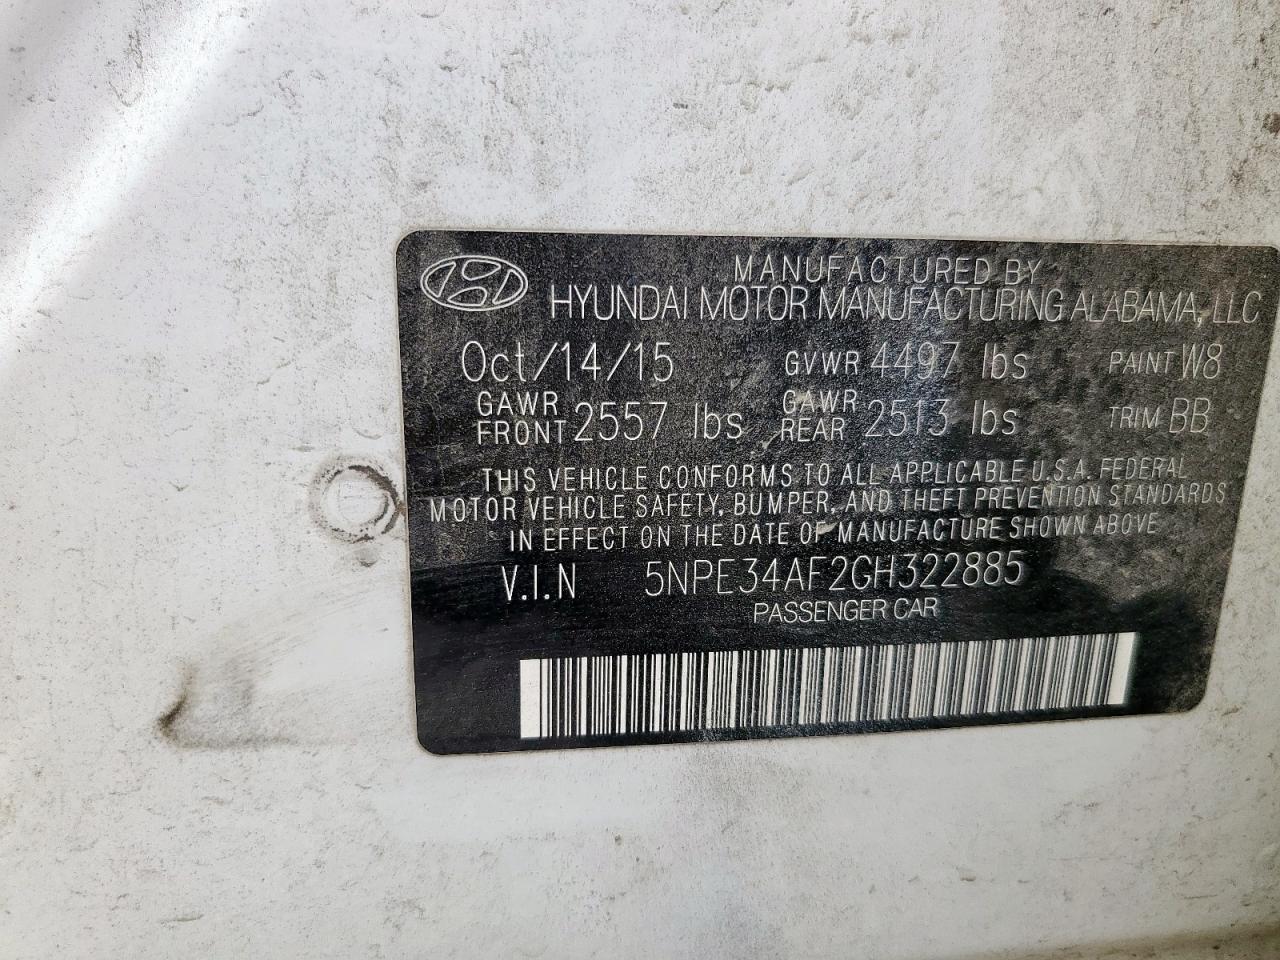 MANUFACTURED BY
HYUNDAI MOTOR MANUFACTURING ALABAMA, LLC
Oct/14/15 GVWR 4497 lbs PAINT W8
GAWR FRONT 2557 lbs GAWR REAR 2513 lbs TRIM BB
THIS VEHICLE CONFORMS TO ALL APPLICABLE U.S.A. FEDERAL
MOTOR VEHICLE SAFETY, BUMPER, AND THEFT PREVENTION STANDARDS
IN EFFECT ON THE DATE OF MANUFACTURE SHOWN ABOVE
V.I.N 5NPE34AF2GH322885
PASSENGER CAR